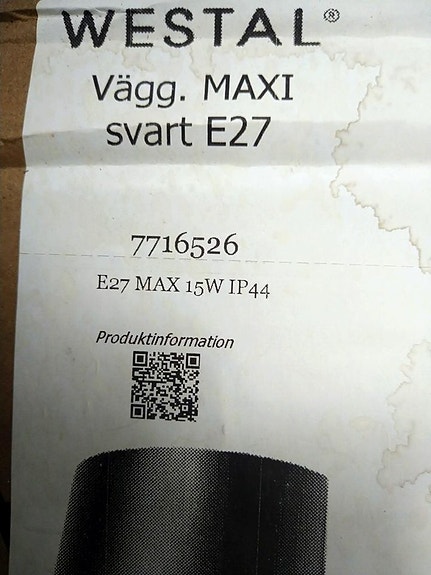 WESTAL®
Vägg. MAXI
svart E27
7716526
E27 MAX 15W IP44
Produktinformation